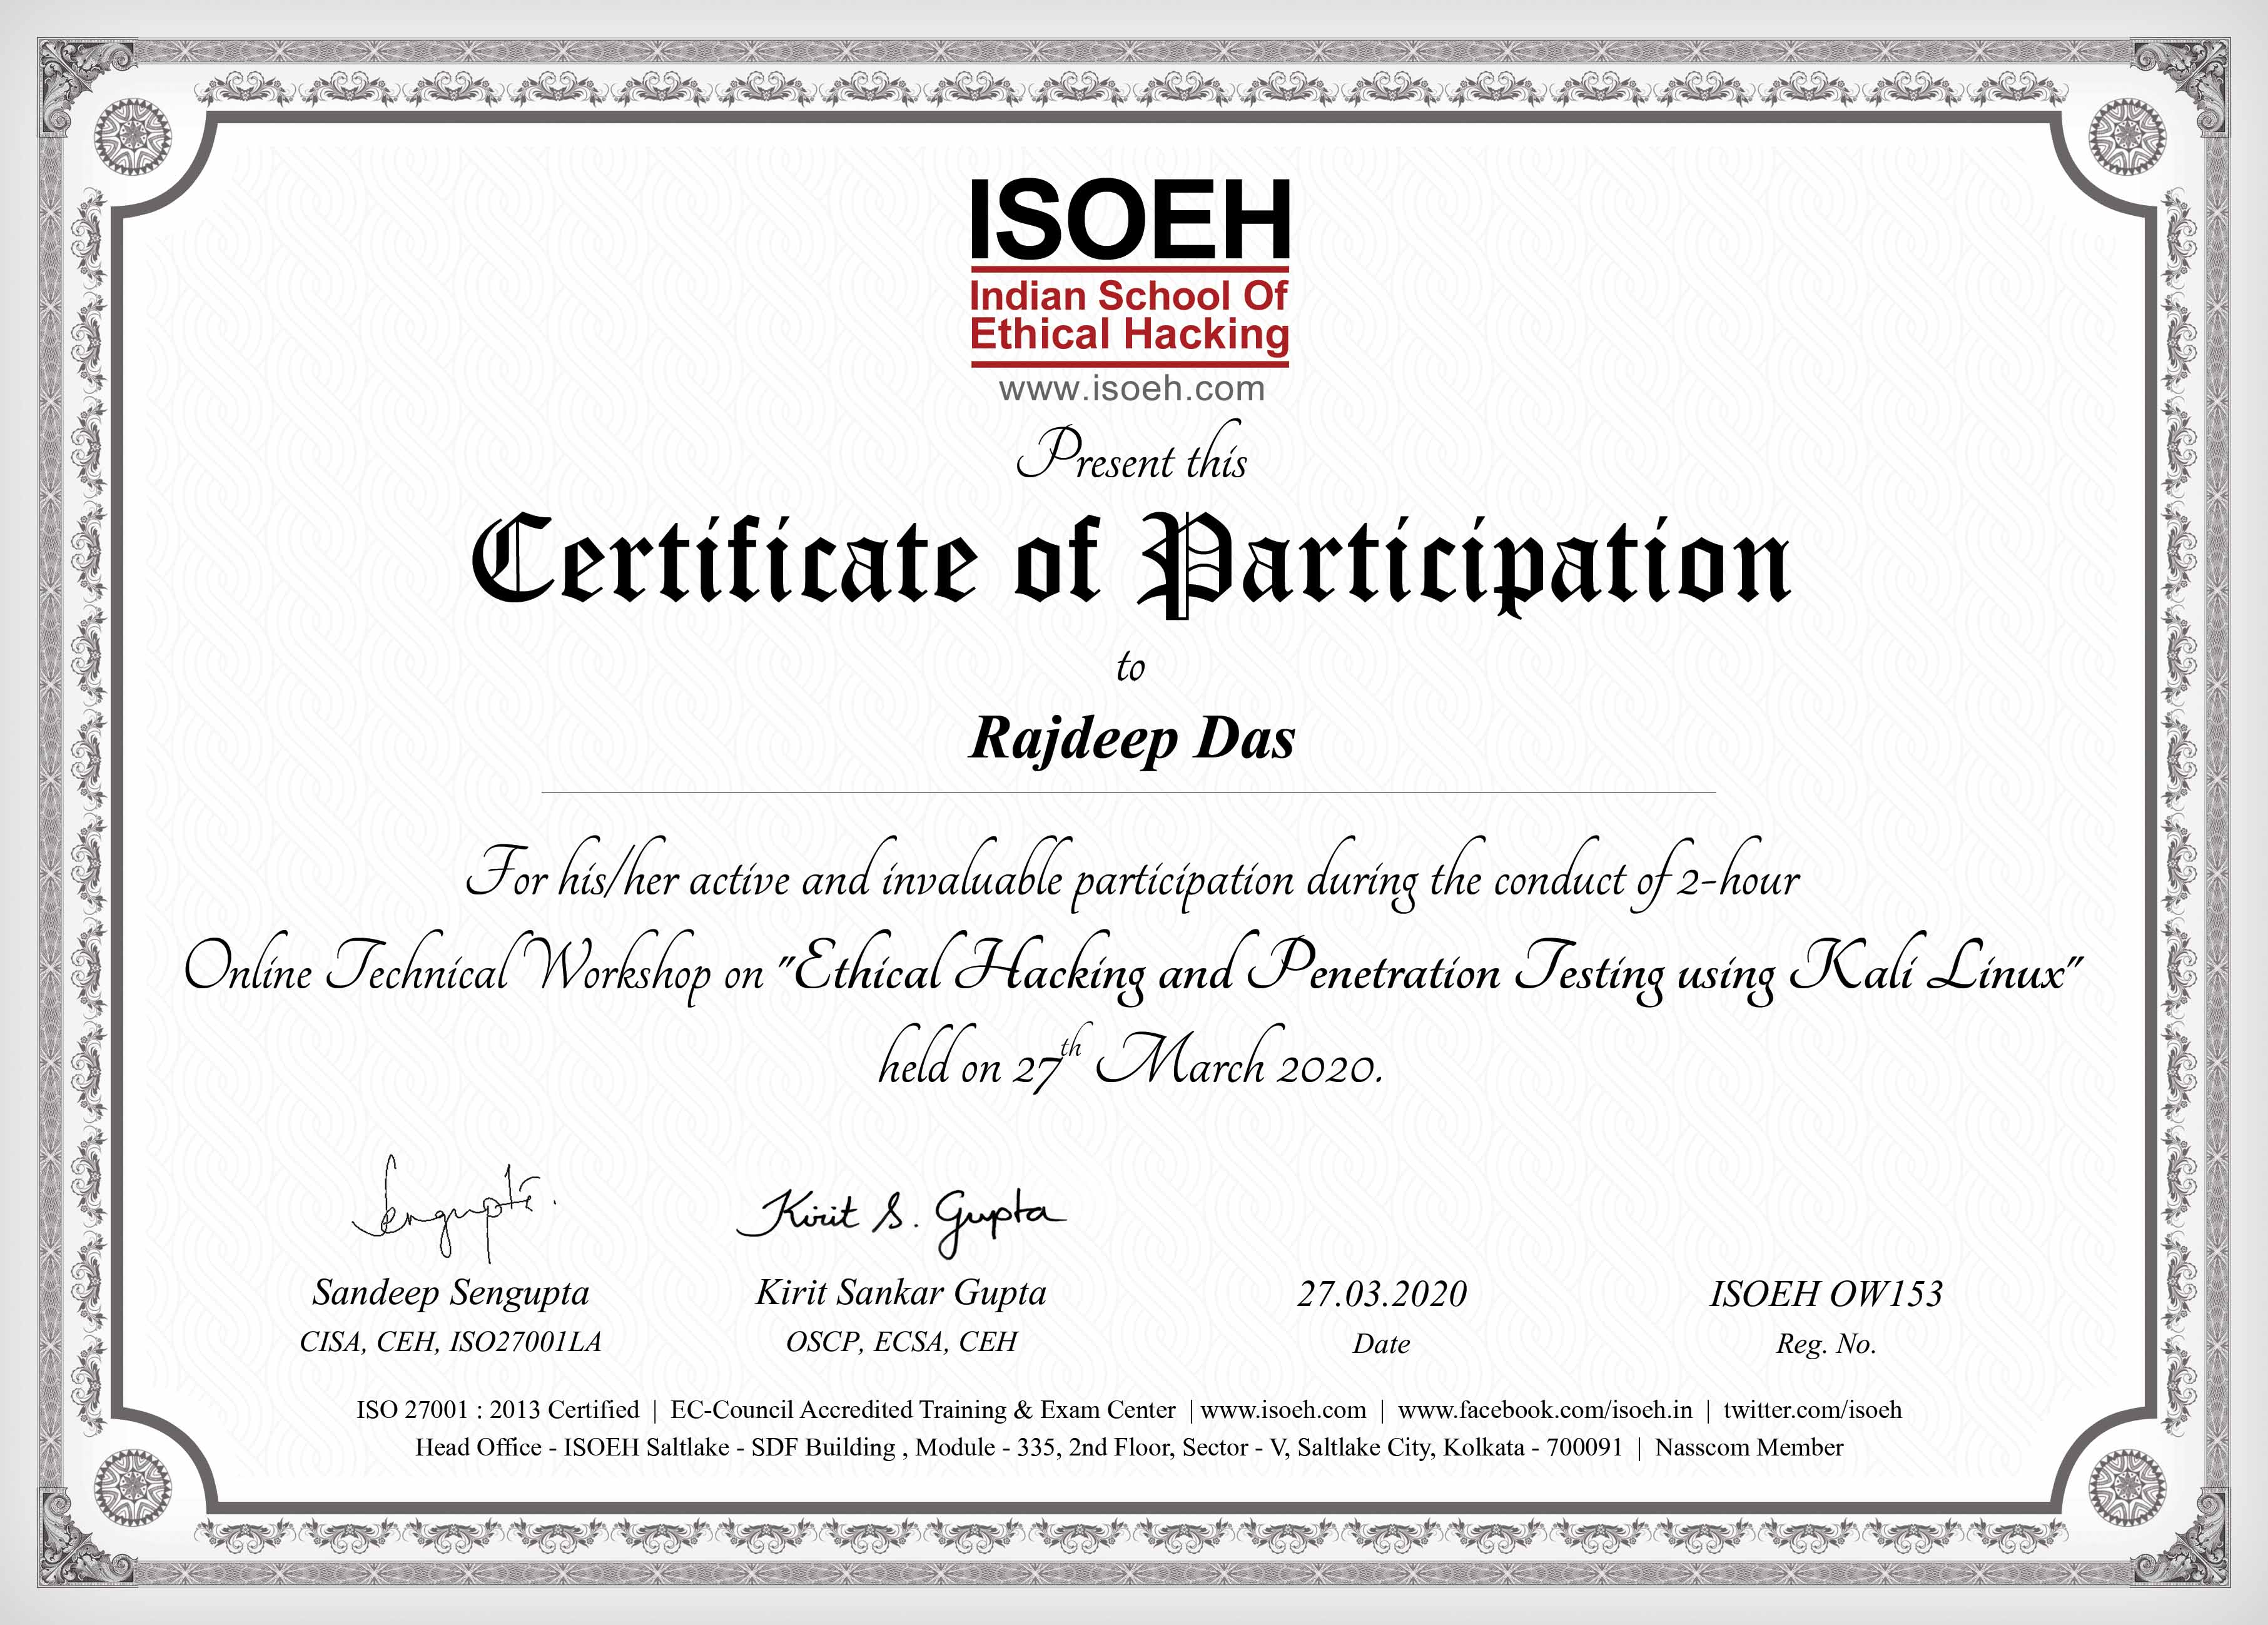 ISOEH
Indian School Of
Ethical Hacking
www.isoeh.com
Present this
Certificate of Participation
to
Rajdeep Das
For his/her active and invaluable participation during the conduct of 2-hour
Online Technical Workshop on "Ethical Hacking and Penetration Testing using Kali Linux"
held on 27th March 2020.
Sengupta.
Kirit S. Gupta
Sandeep Sengupta
Kirit Sankar Gupta
27.03.2020
ISOEH OW153
CISA, CEH, ISO27001LA
OSCP, ECSA, CEH
Date
Reg. No.
ISO 27001 : 2013 Certified | EC-Council Accredited Training & Exam Center | www.isoeh.com | www.facebook.com/isoeh.in | twitter.com/isoeh
Head Office - ISOEH Saltlake - SDF Building , Module - 335, 2nd Floor, Sector - V, Saltlake City, Kolkata - 700091 | Nasscom Member